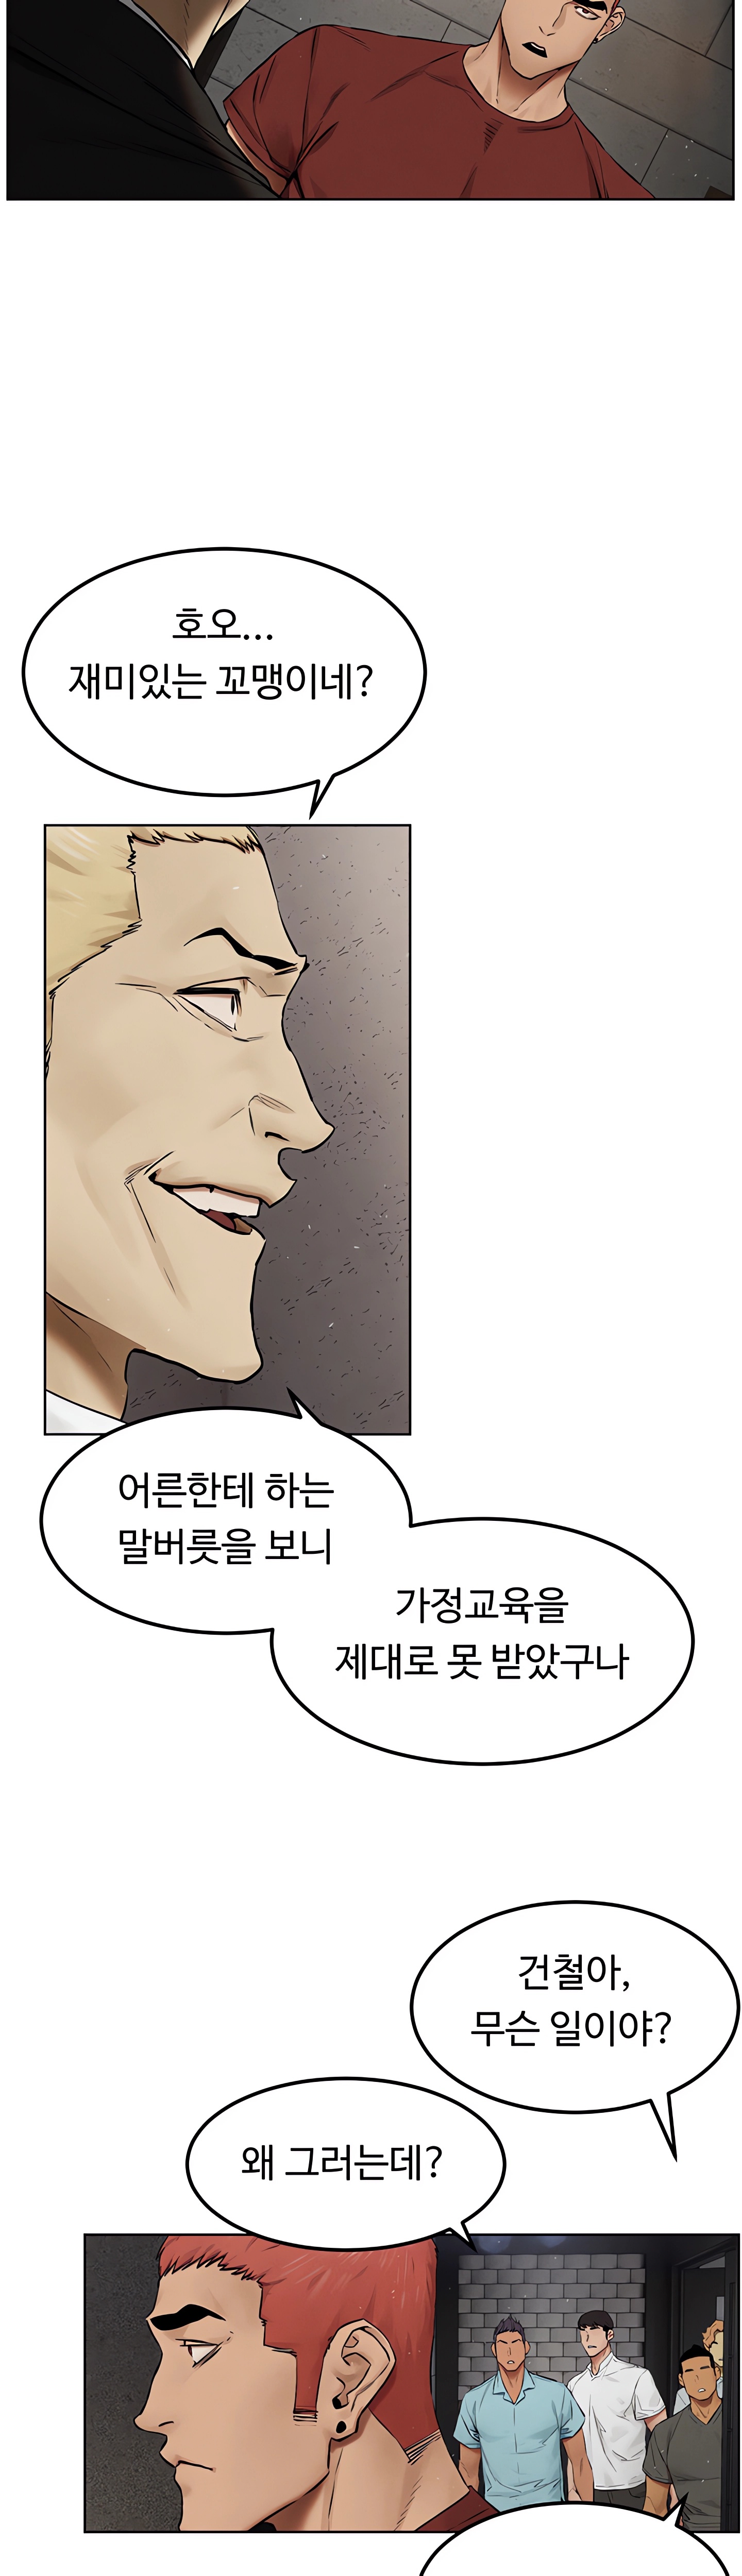 호오...
재미있는 꼬맹이네?
어른한테 하는
말버릇을 보니
가정교육을
제대로 못 받았구나
건철아,
무슨 일이야?
왜 그러는데?